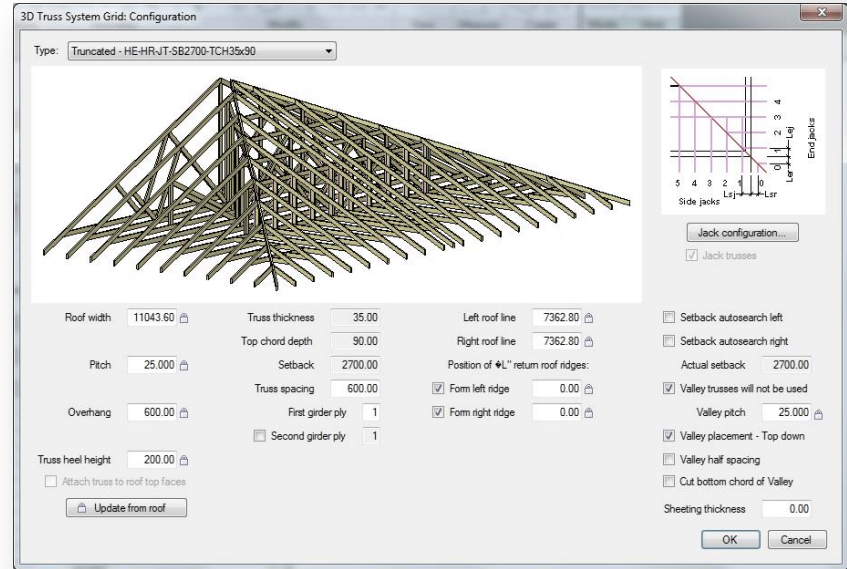 3D Truss System Grid: Configuration
Type: Truncated - HE-HR-JT-SB2700-TCH35x90
4
3
2
1
0
Lej
Ler
End jacks
5 4 3 2 1 0
Lsj Lsr
Side jacks
Jack configuration...
Jack trusses
Roof width 11043.60 Truss thickness 35.00 Left roof line 7362.80 Setback autosearch left
Top chord depth 90.00 Right roof line 7362.80 Setback autosearch right
Pitch 25.000 Setback 2700.00 Position of �L" return roof ridges: Actual setback 2700.00
Truss spacing 600.00 Form left ridge 0.00 Valley trusses will not be used
Overhang 600.00 First girder ply 1 Form right ridge 0.00 Valley pitch 25.000
Second girder ply 1 Valley placement - Top down
Truss heel height 200.00 Valley half spacing
Attach truss to roof top faces Cut bottom chord of Valley
Update from roof Sheeting thickness 0.00
OK Cancel